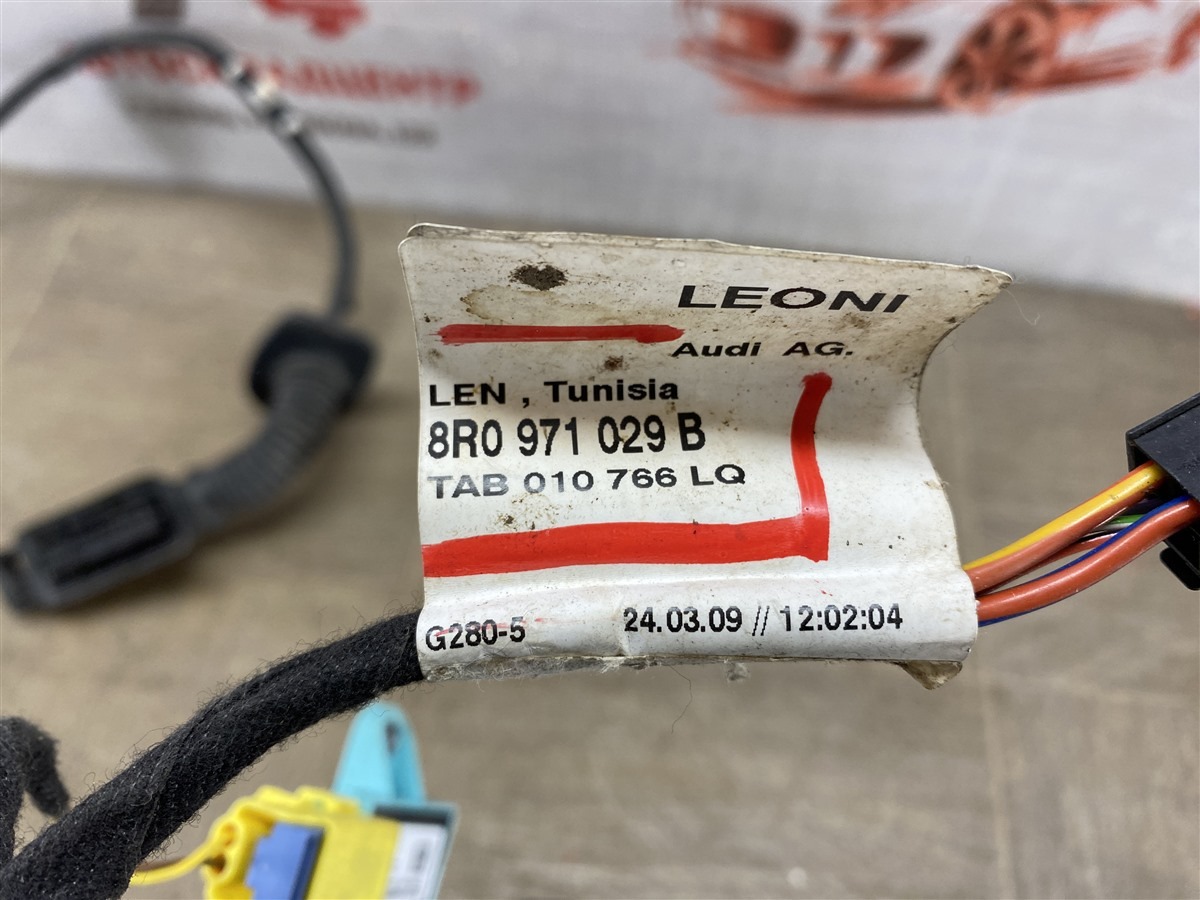 LEONI
Audi AG.
LEN , Tunisia
8R0 971 029 B
TAB 010 766 LQ
G280-5
24.03.09 // 12:02:04